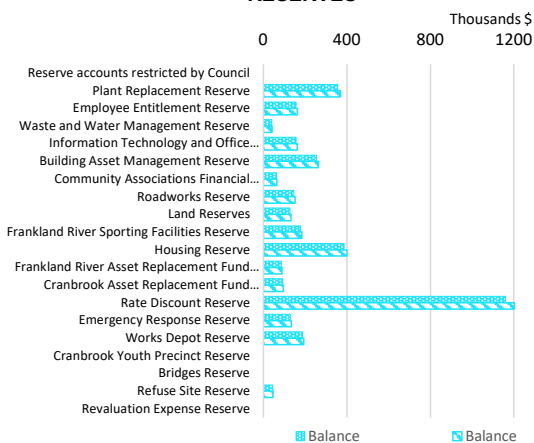 Thousands $
0 400 800 1200
Reserve accounts restricted by Council
Plant Replacement Reserve
Employee Entitlement Reserve
Waste and Water Management Reserve
Information Technology and Office...
Building Asset Management Reserve
Community Associations Financial...
Roadworks Reserve
Land Reserves
Frankland River Sporting Facilities Reserve
Housing Reserve
Frankland River Asset Replacement Fund...
Cranbrook Asset Replacement Fund...
Rate Discount Reserve
Emergency Response Reserve
Works Depot Reserve
Cranbrook Youth Precinct Reserve
Bridges Reserve
Refuse Site Reserve
Revaluation Expense Reserve
Balance Balance